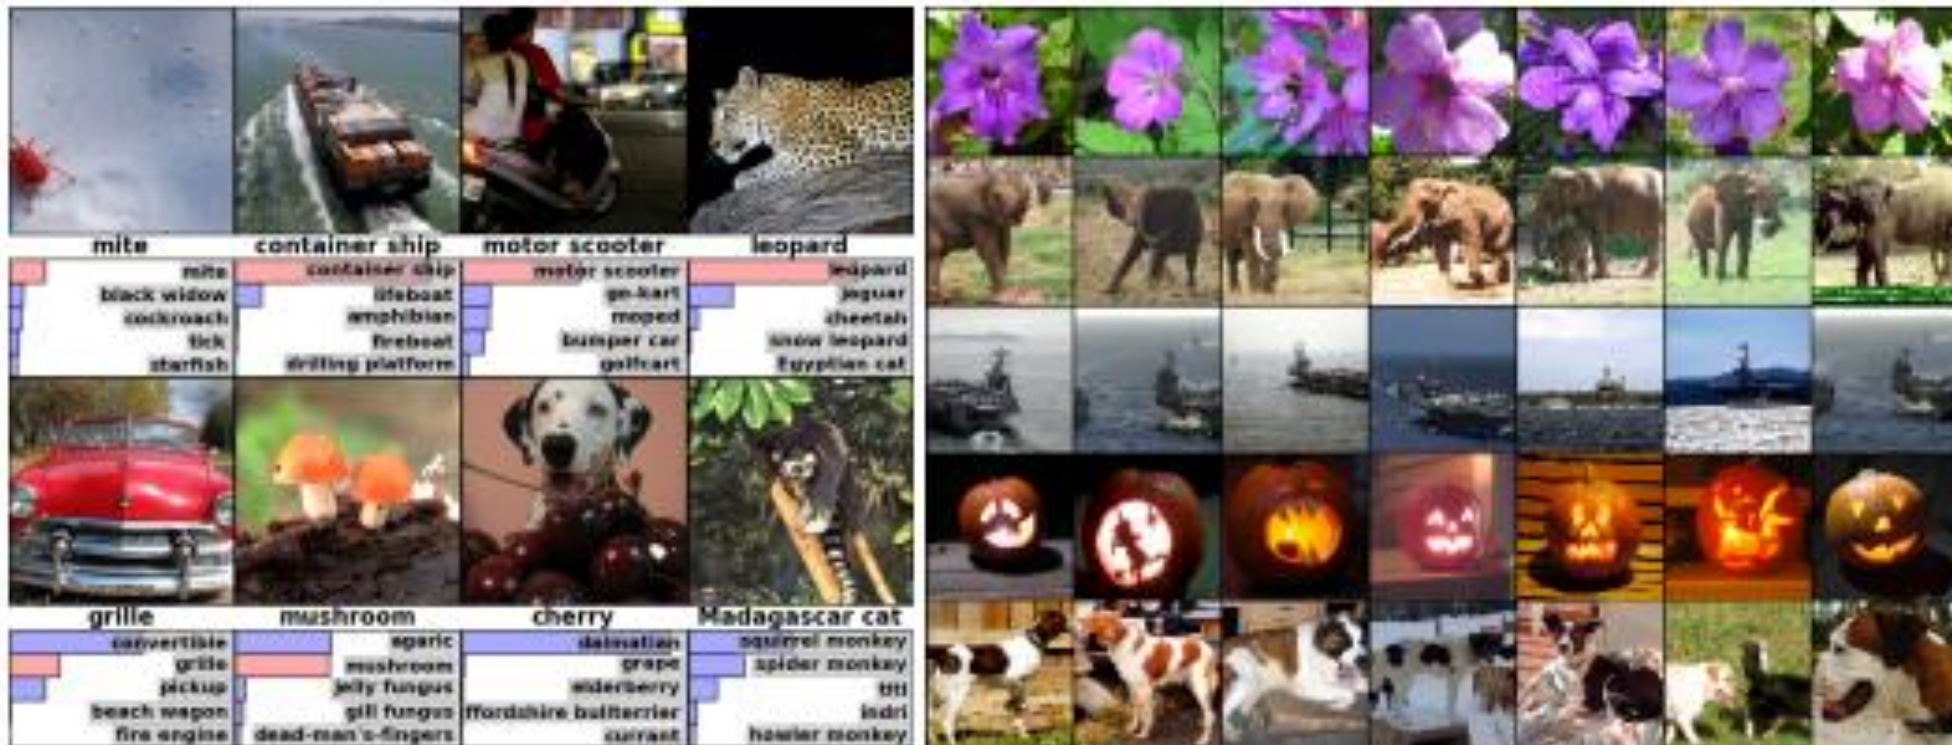 mite
container ship
motor scooter
leopard
mite
black widow
cockroach
tick
starfish
container ship
lifeboat
amphibian
fireboat
drilling platform
motor scooter
go-kart
moped
bumper car
golfcart
leopard
jaguar
cheetah
snow leopard
Egyptian cat
grille
mushroom
cherry
Madagascar cat
convertible
grille
pickup
beach wagon
fire engine
agaric
mushroom
jelly fungus
gill fungus
dead-man's-fingers
dalmatian
grape
elderberry
ffordshire bullterrier
currant
squirrel monkey
spider monkey
titi
indri
howler monkey